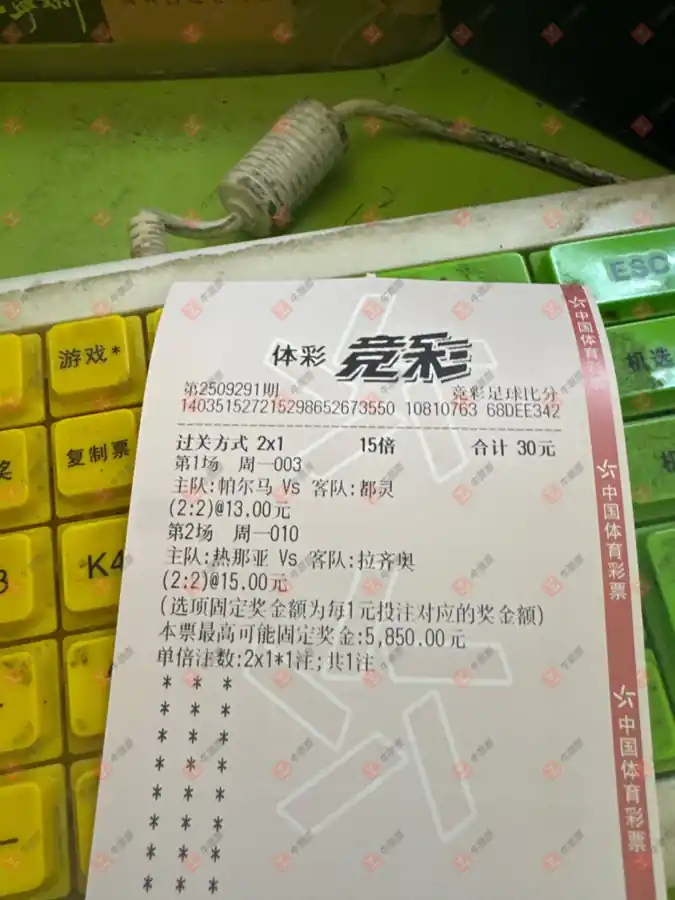 ESC
游戏*
机选
复制票
奖
K4
体彩 竞彩
第2509291期 竞彩足球比分
140351527215298652673550 10810763 68DEE342
过关方式 2x1 15倍 合计 30元
第1场 周一003
主队:帕尔马 Vs 客队:都灵
(2:2)@13.00元
第2场 周一010
主队:热那亚 Vs 客队:拉齐奥
(2:2)@15.00元
(选项固定奖金额为每1元投注对应的奖金额)
本票最高可能固定奖金:5,850.00元
单倍注数:2x1*1注;共1注
* * *
* * *
* * *
* * *
* * *
* * *
* * *
* * *
中国体育彩
中国体育彩票
中国体育彩票